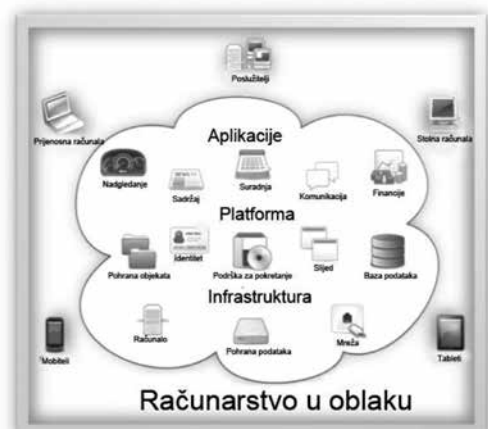 Poslužitelji
Prijenosna računala
Stolna računala
Aplikacije
Nadgledanje
Sadržaj
Suradnja
Komunikacija
Financije
Platforma
Pohrana objekata
Identitet
Podrška za pokretanje
Slijed
Baza podataka
Infrastruktura
Računalo
Pohrana podataka
Mreža
Mobiteli
Tableti
Računarstvo u oblaku